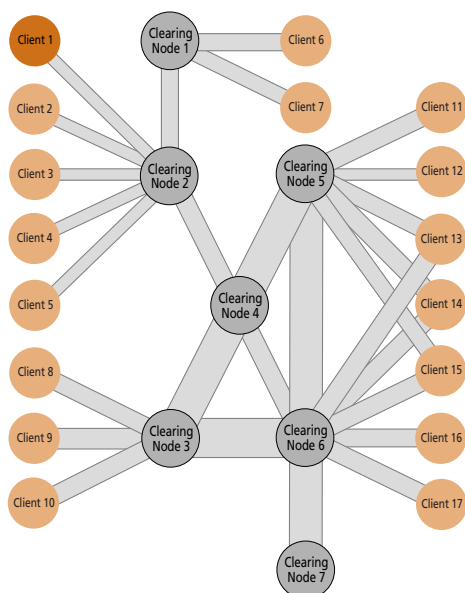 Client 1
Clearing
Node 1
Client 6
Client 2
Client 7
Client 11
Client 3
Clearing
Node 2
Clearing
Node 5
Client 12
Client 4
Client 13
Client 5
Clearing
Node 4
Client 14
Client 8
Client 15
Client 9
Clearing
Node 3
Clearing
Node 6
Client 16
Client 10
Client 17
Clearing
Node 7